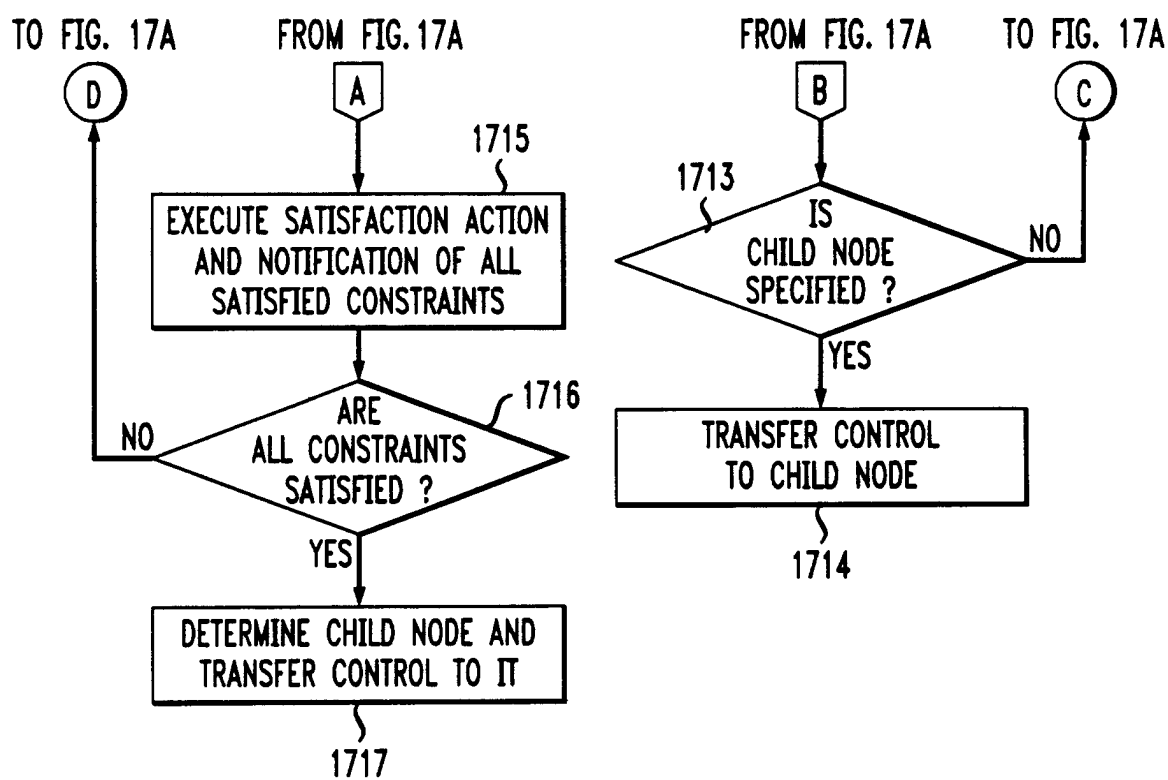 TO FIG. 17A
FROM FIG. 17A
FROM FIG. 17A
TO FIG. 17A
D
A
B
C
1715
EXECUTE SATISFACTION ACTION
AND NOTIFICATION OF ALL
SATISFIED CONSTRAINTS
1716
ARE
ALL CONSTRAINTS
SATISFIED ?
NO
YES
DETERMINE CHILD NODE AND
TRANSFER CONTROL TO IT
1717
1713
IS
CHILD NODE
SPECIFIED ?
NO
YES
TRANSFER CONTROL
TO CHILD NODE
1714